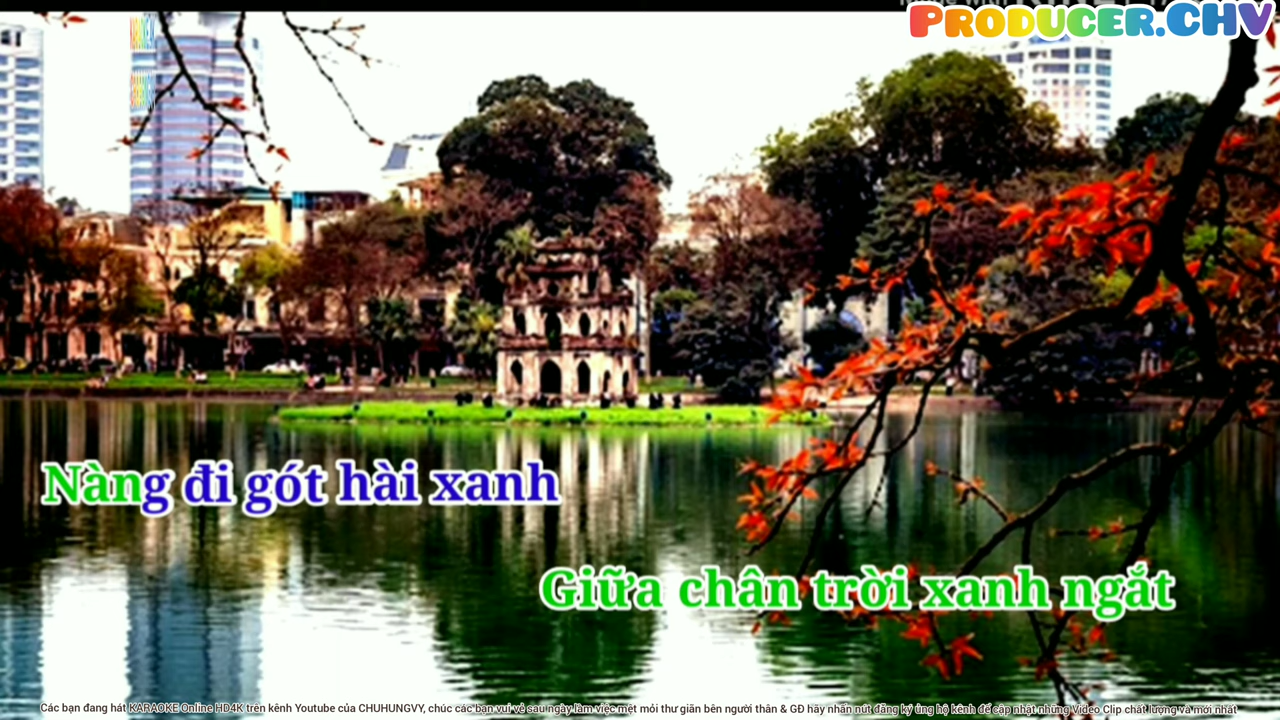 PRODUCER.CHV
Nàng đi gót hài xanh
Giữa chân trời xanh ngắt
Các bạn đang hát KARAOKE Online HD4K trên kênh Youtube của CHUHUNGVY, chúc các bạn vui vẻ sau ngày làm việc mệt mỏi thư giãn bên người thân & GĐ hãy nhấn nút đăng ký ủng hộ kênh để cập nhật những Video Clip chất lượng và mới nhất